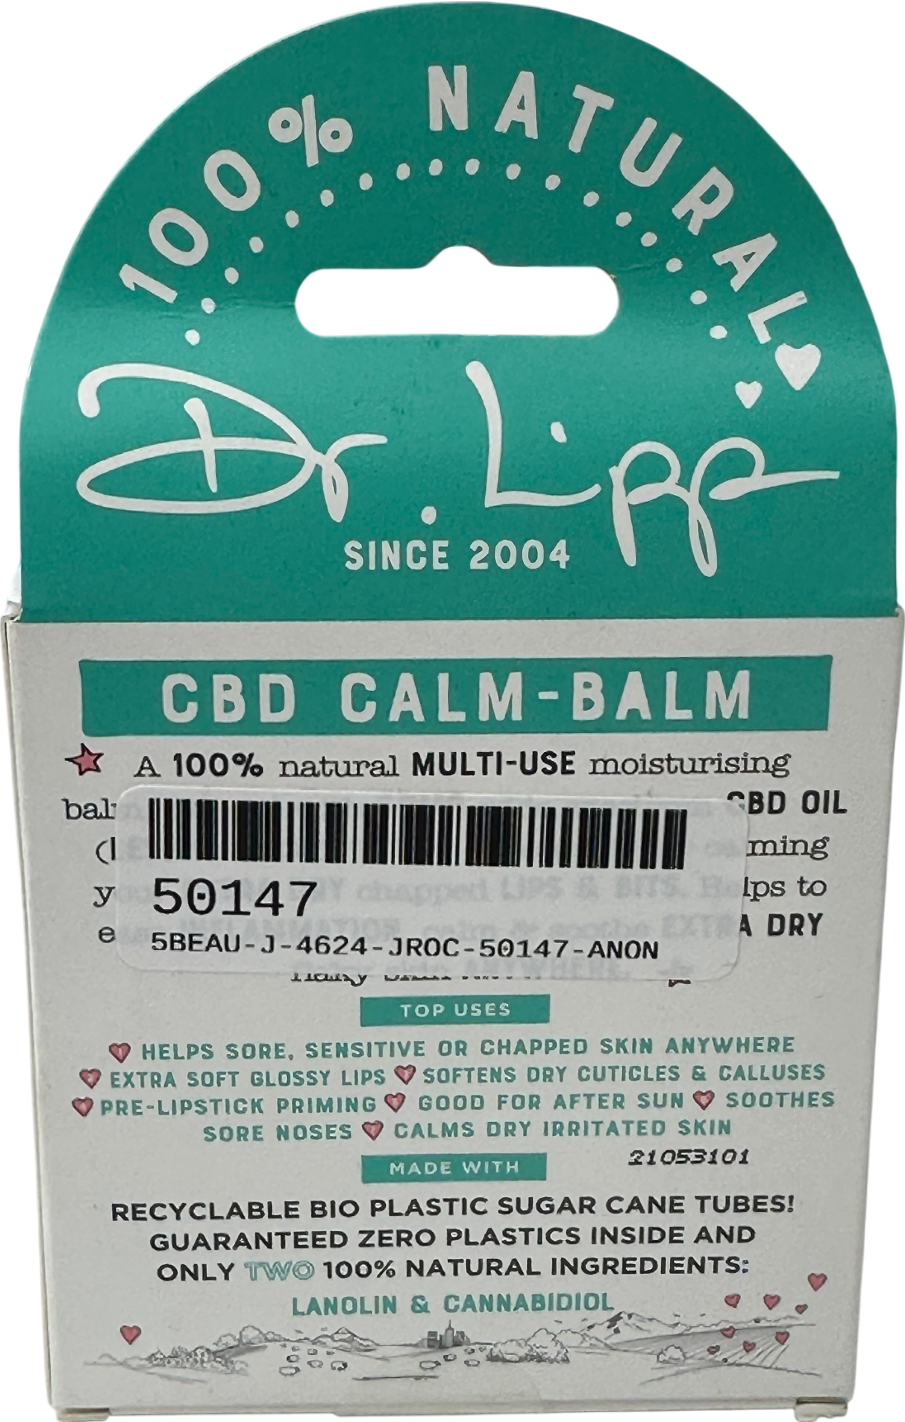 100% NATURAL
Dr. Lipp
SINCE 2004
CBD CALM-BALM
A 100% natural MULTI-USE moisturising
CBD OIL
ming
y chapped LIPS & BITS. lps to
calm & soothe A DRY
50147
5BEAU-J-4624-JROC-50147-ANON
TOP USES
HELPS SORE, SENSITIVE OR CHAPPED SKIN ANYWHERE
EXTRA SOFT GLOSSY LIPS SOFTENS DRY CUTICLES & CALLUSES
PRE-LIPSTICK PRIMING GOOD FOR AFTER SUN SOOTHES
SORE NOSES CALMS DRY IRRITATED SKIN
MADE WITH
21053101
RECYCLABLE BIO PLASTIC SUGAR CANE TUBES!
GUARANTEED ZERO PLASTICS INSIDE AND
ONLY TWO 100% NATURAL INGREDIENTS:
LANOLIN & CANNABIDIOL